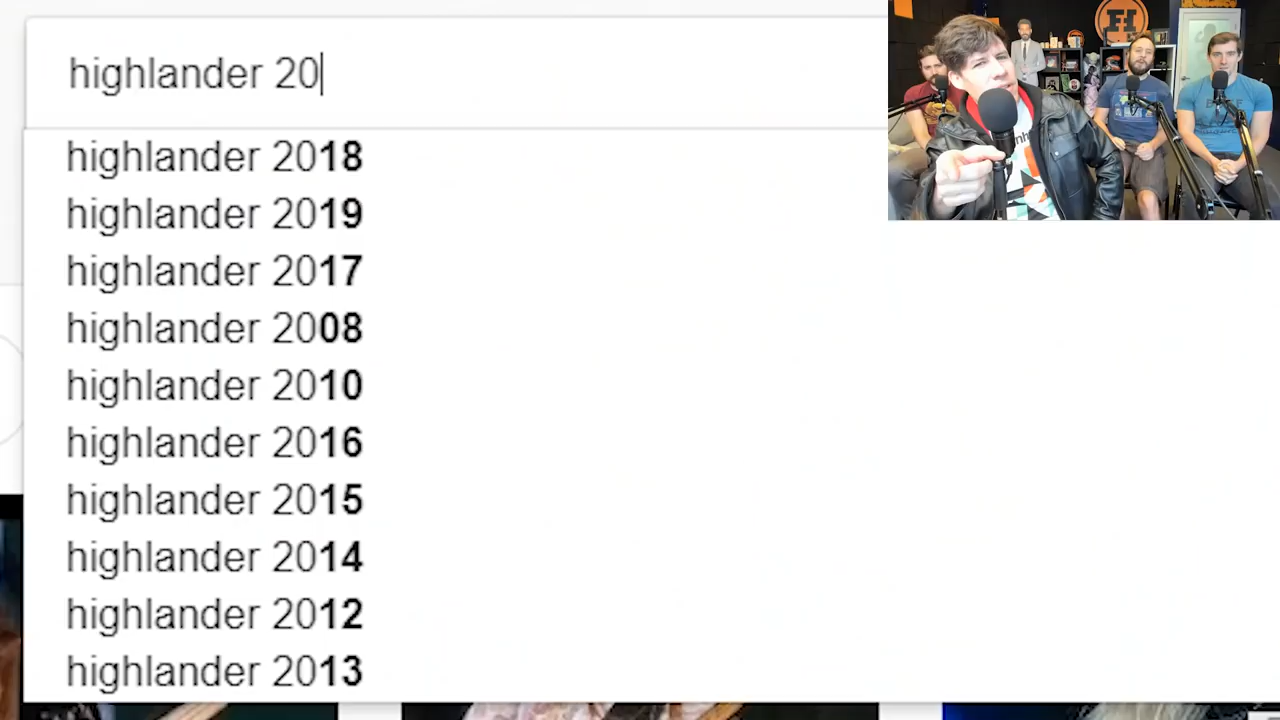 highlander 20
highlander 2018
highlander 2019
highlander 2017
highlander 2008
highlander 2010
highlander 2016
highlander 2015
highlander 2014
highlander 2012
highlander 2013